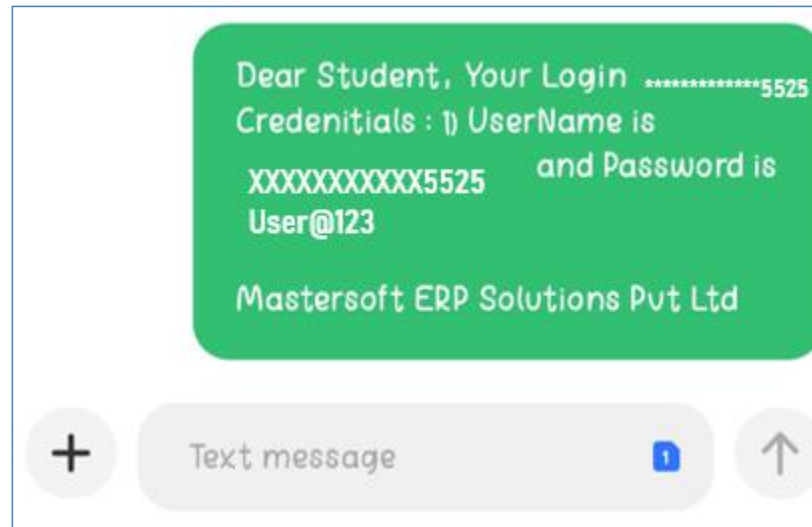 Dear Student, Your Login *************5525
Credenitials : 1) UserName is
XXXXXXXXXXX5525 and Password is
User@123
Mastersoft ERP Solutions Pvt Ltd
Text message
1